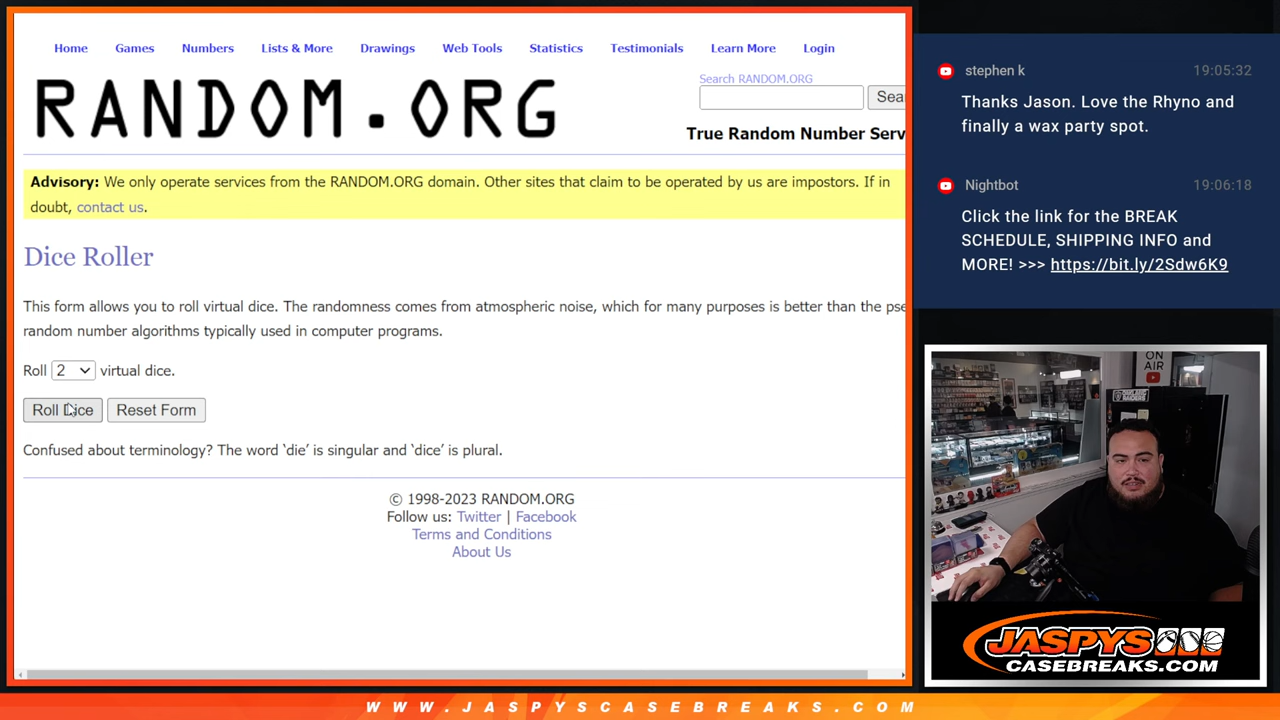 Home Games Numbers Lists & More Drawings Web Tools Statistics Testimonials Learn More Login
RANDOM.ORG
Search RANDOM.ORG
Sea
True Random Number Serv
Advisory: We only operate services from the RANDOM.ORG domain. Other sites that claim to be operated by us are impostors. If in
doubt, contact us.
Dice Roller
This form allows you to roll virtual dice. The randomness comes from atmospheric noise, which for many purposes is better than the pse
random number algorithms typically used in computer programs.
Roll 2 virtual dice.
Roll Dice Reset Form
Confused about terminology? The word ‘die’ is singular and ‘dice’ is plural.
© 1998-2023 RANDOM.ORG
Follow us: Twitter | Facebook
Terms and Conditions
About Us
stephen k 19:05:32
Thanks Jason. Love the Rhyno and
finally a wax party spot.
Nightbot 19:06:18
Click the link for the BREAK
SCHEDULE, SHIPPING INFO and
MORE! >>> https://bit.ly/2Sdw6K9
ON
AIR
RAIDERS
JASPYS
CASEBREAKS.COM
WWW.JASPYSCASEBREAKS.COM